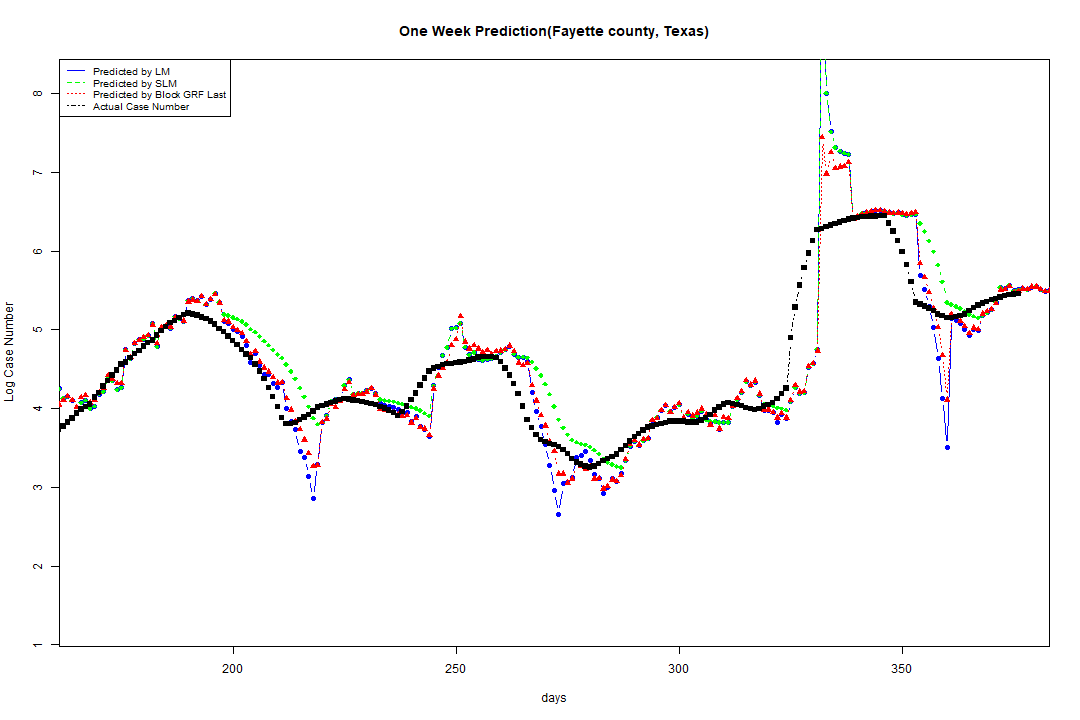 One Week Prediction(Fayette county, Texas)
Predicted by LM
Predicted by SLM
Predicted by Block GRF Last
Actual Case Number
Log Case Number
8
7
6
5
4
3
2
1
200
250
300
350
days